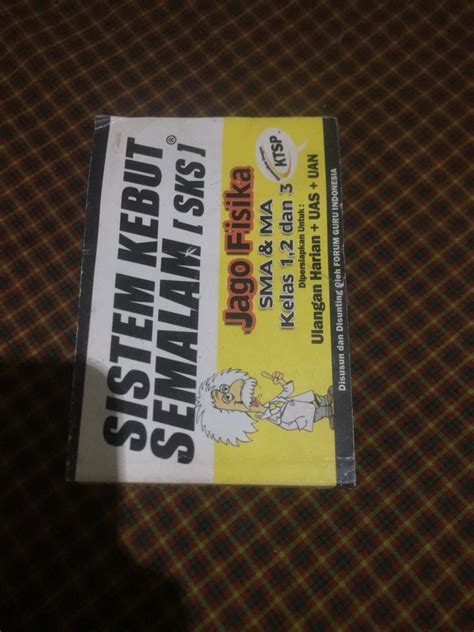 SISTEM KEBUT
SEMALAM [SKS]®
Jago Fisika
SMA & MA
Kelas 1,2 dan 3
KTSP
Dipersiapkan Untuk :
Ulangan Harian + UAS + UAN
Disusun dan Disunting Oleh FORUM GURU INDONESIA